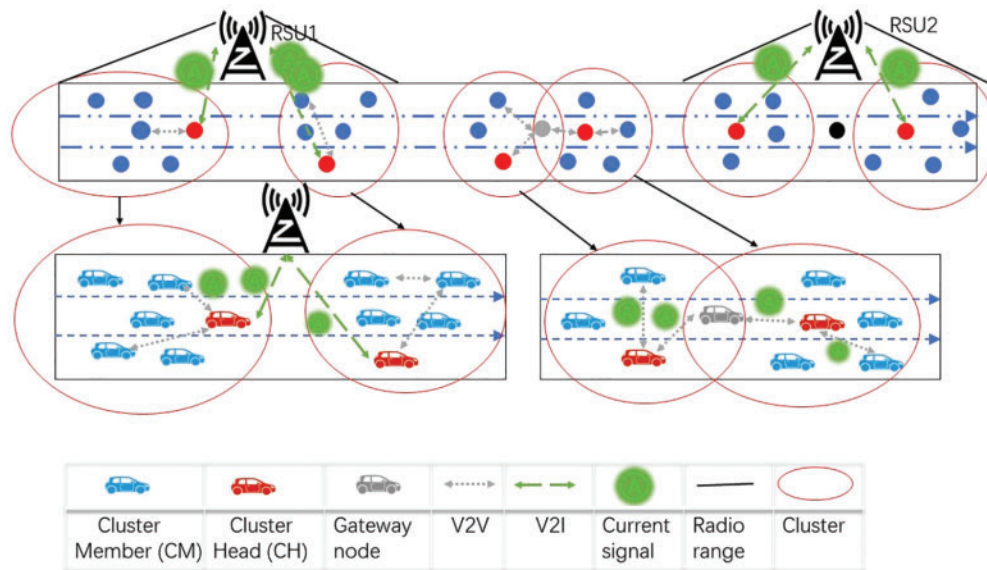 RSU1
RSU2
Cluster
Member (CM)
Cluster
Head (CH)
Gateway
node
V2V
V2I
Current
signal
Radio
range
Cluster